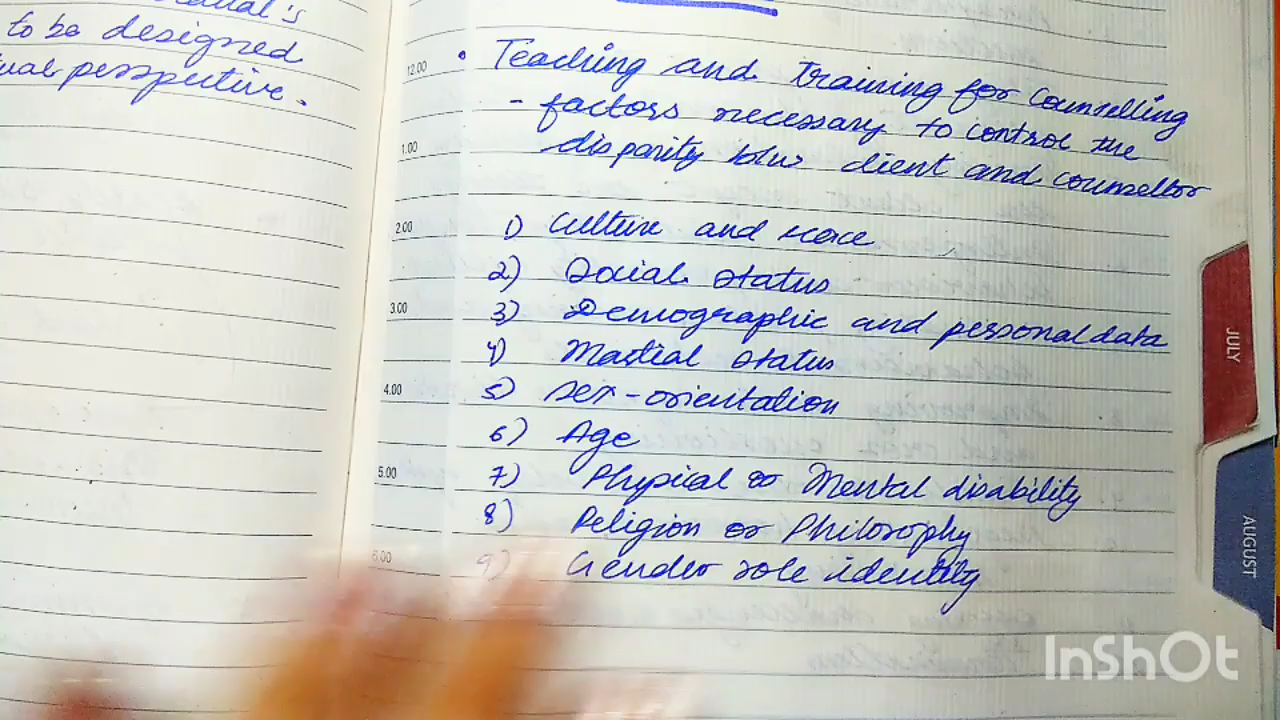 to be designed
perspective.
12.00
• Teaching and training for counselling
- factors necessary to control the
1.00
disparity b/w client and counsellor
2.00
1) Culture and race
2) Social status
3.00
3) Demographic and personal data
4) Marital status
4.00
5) Sex-orientation
6) Age
5.00
7) Physical or Mental disability
8) Religion or Philosophy
6.00
9) Gender role identity
JULY
AUGUST
InShOt